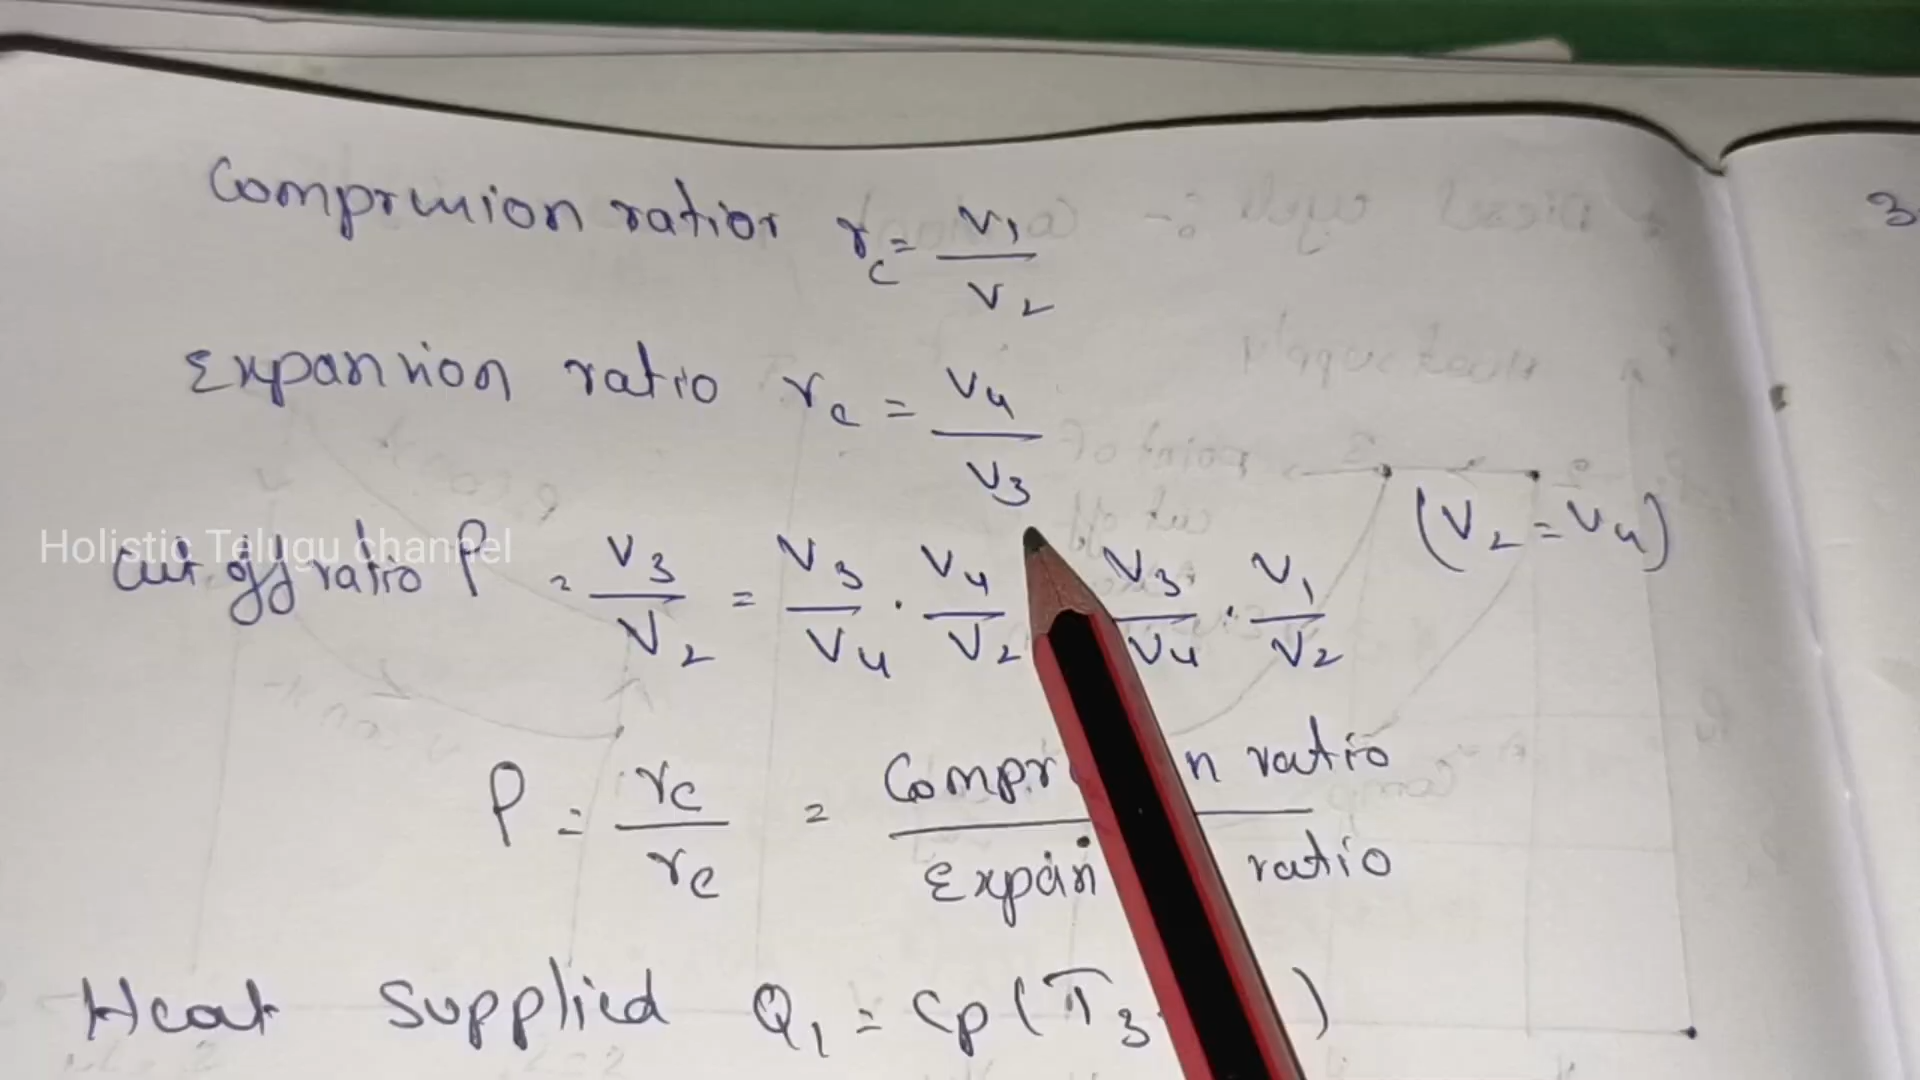 Compression ratior r_c = V1/V2
Expansion ratio r_e = V4/V3
(V2 = V4)
Holistic Telugu channel
Cut off ratio ρ = V3/V2 = V3/V4 · V4/V2 V3/V4 · V1/V2
ρ = r_c/r_e = Compr n ratio / Expan ratio
Heat supplied Q1 = Cp(T3 )
3